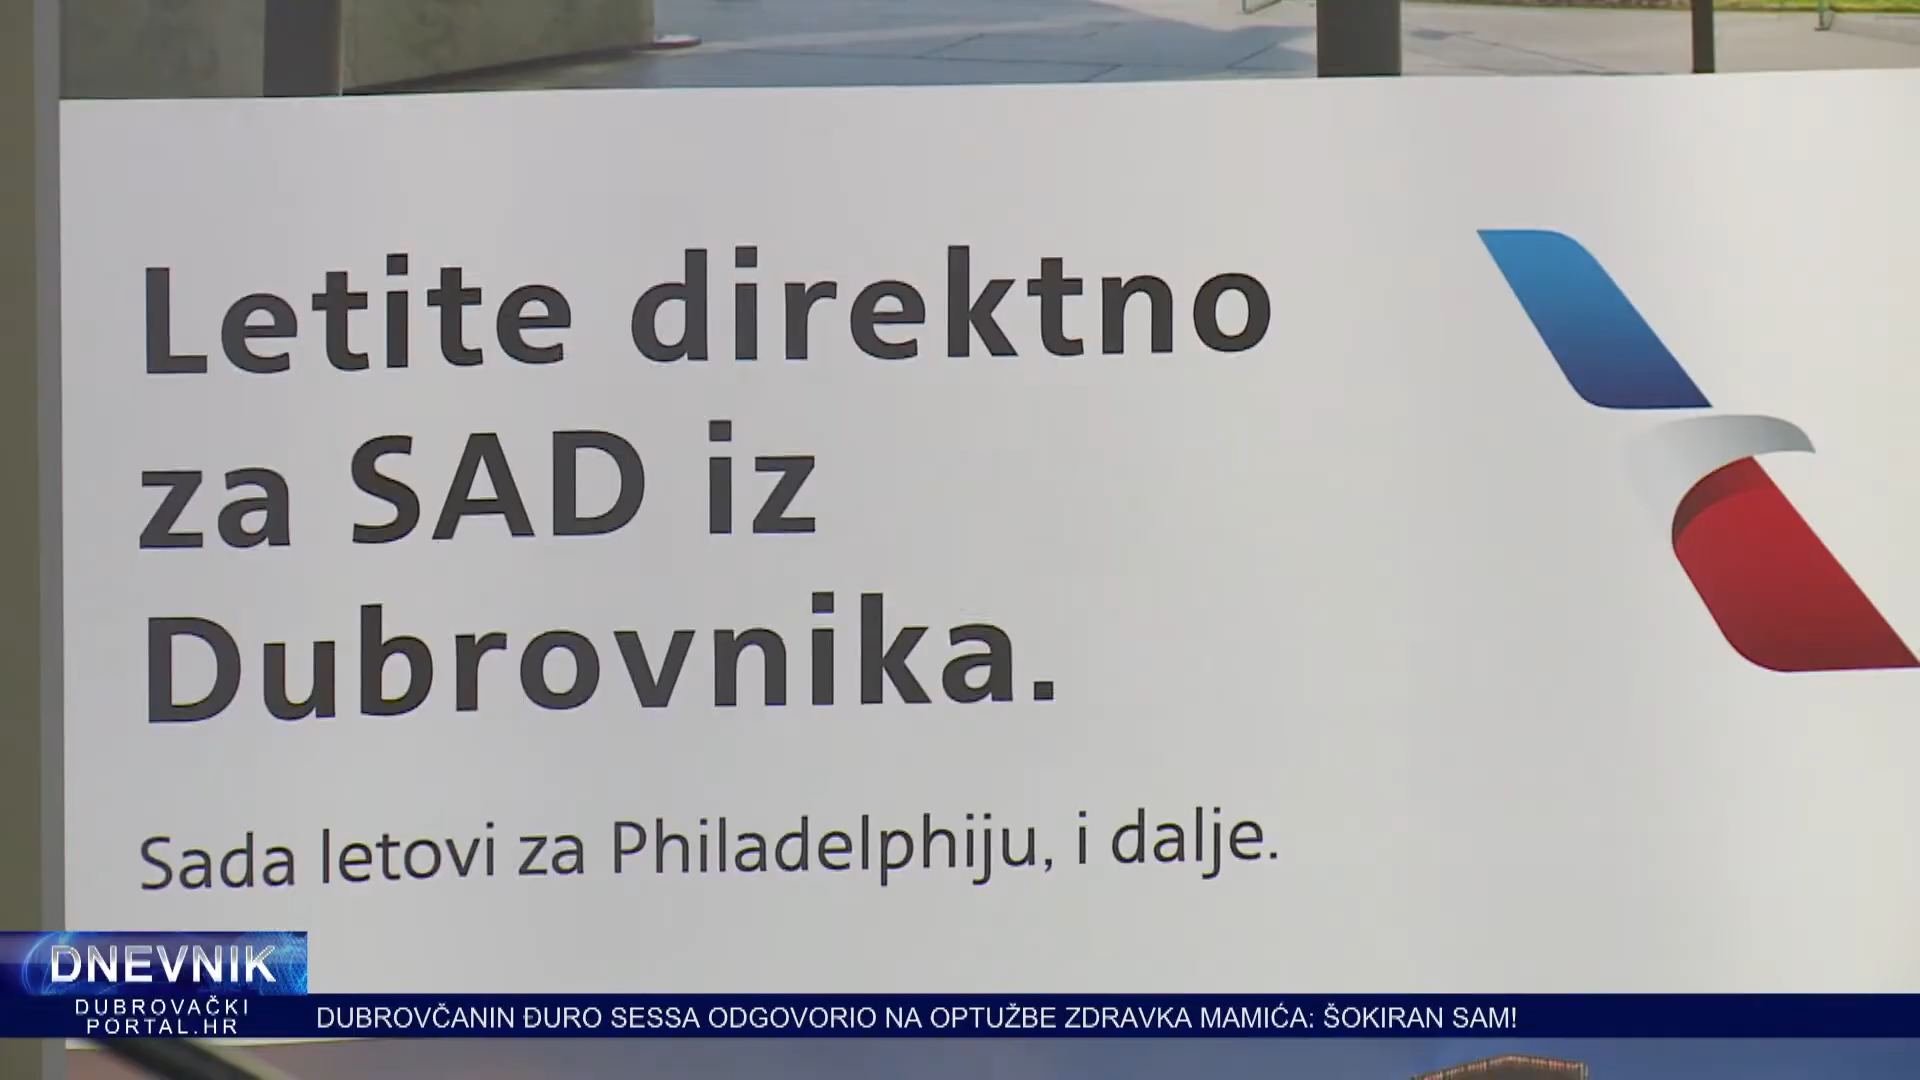 Letite direktno
za SAD iz
Dubrovnika.
Sada letovi za Philadelphiju, i dalje.
DNEVNIK
DUBROVAČKI
PORTAL.HR
DUBROVČANIN ĐURO SESSA ODGOVORIO NA OPTUŽBE ZDRAVKA MAMIĆA: ŠOKIRAN SAM!